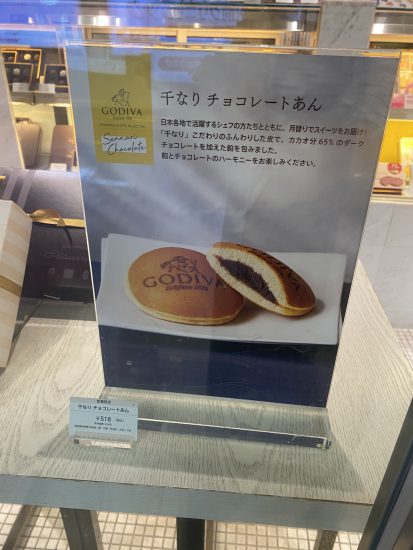 GODIVA
Belgium 1926
Sennari
Chocolate
千なり チョコレートあん
日本各地で活躍するシェフの方たちとともに、月替りでスイーツをお届け!
「千なり」こだわりのふんわりした皮で、カカオ分 65% のダーク
チョコレートを加えた餡を包みました。
餡とチョコレートのハーモニーをお楽しみください。
GODIVA
Belgium 1926
千なり チョコレートあん
¥518